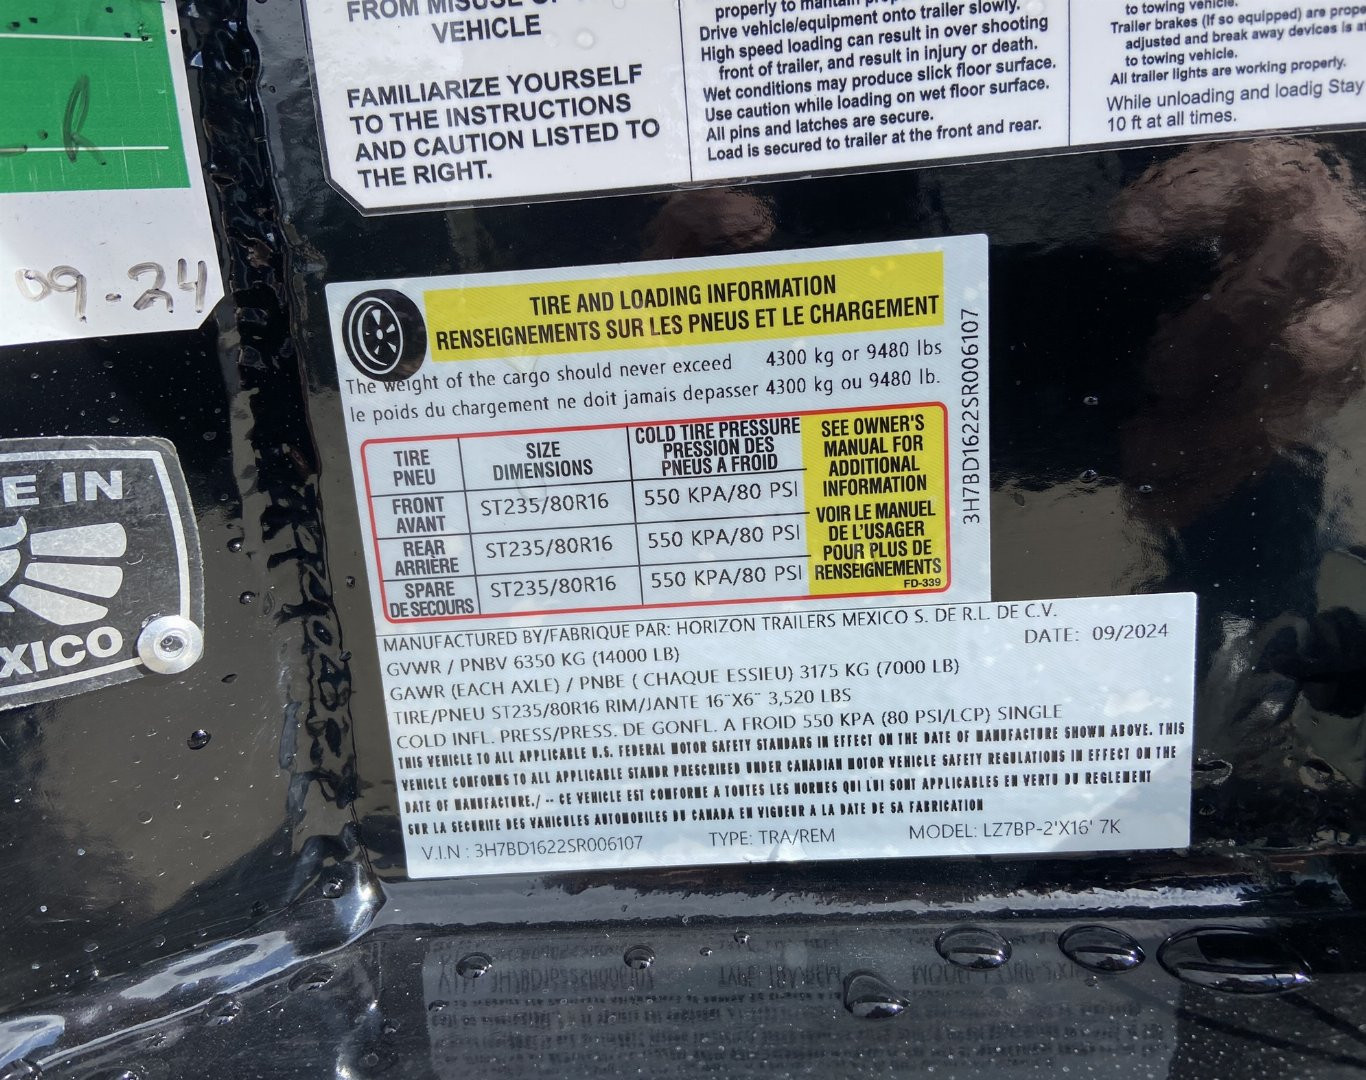 FROM MISUSE OF
VEHICLE
FAMILIARIZE YOURSELF
TO THE INSTRUCTIONS
AND CAUTION LISTED TO
THE RIGHT.
properly to maintain
Drive vehicle/equipment onto trailer slowly.
High speed loading can result in over shooting
front of trailer, and result in injury or death.
Wet conditions may produce slick floor surface.
Use caution while loading on wet floor surface.
All pins and latches are secure.
Load is secured to trailer at the front and rear.
to towing vehicle.
Trailer brakes (If so equipped) are
adjusted and break away devices is
to towing vehicle.
All trailer lights are working properly.
While unloading and loadig Stay
10 ft at all times.
09-24
E IN
XICO
TIRE AND LOADING INFORMATION
RENSEIGNEMENTS SUR LES PNEUS ET LE CHARGEMENT
The weight of the cargo should never exceed 4300 kg or 9480 lbs
le poids du chargement ne doit jamais depasser 4300 kg ou 9480 lb.
TIRE
PNEU
SIZE
DIMENSIONS
COLD TIRE PRESSURE
PRESSION DES
PNEUS A FROID
FRONT
AVANT
ST235/80R16
550 KPA/80 PSI
REAR
ARRIÈRE
ST235/80R16
550 KPA/80 PSI
SPARE
DE SECOURS
ST235/80R16
550 KPA/80 PSI
SEE OWNER'S
MANUAL FOR
ADDITIONAL
INFORMATION
VOIR LE MANUEL
DE L'USAGER
POUR PLUS DE
RENSEIGNEMENTS
FD-339
3H7BD1622SR006107
MANUFACTURED BY/FABRIQUE PAR: HORIZON TRAILERS MEXICO S. DE R.L. DE C.V.
GVWR / PNBV 6350 KG (14000 LB) DATE: 09/2024
GAWR (EACH AXLE) / PNBE ( CHAQUE ESSIEU) 3175 KG (7000 LB)
TIRE/PNEU ST235/80R16 RIM/JANTE 16"X6" 3,520 LBS
COLD INFL. PRESS/PRESS. DE GONFL. A FROID 550 KPA (80 PSI/LCP) SINGLE
THIS VEHICLE TO ALL APPLICABLE U.S. FEDERAL MOTOR SAFETY STANDARS IN EFFECT ON THE DATE OF MANUFACTURE SHOWN ABOVE. THIS
VEHICLE CONFORMS TO ALL APPLICABLE STANDR PRESCRIBED UNDER CANADIAN MOTOR VEHICLE SAFETY REGULATIONS IN EFFECT ON THE
DATE OF MANUFACTURE./ -- CE VEHICLE EST CONFORME A TOUTES LES NORMES QUI LUI SONT APPLICABLES EN VERTU DU REGLEMENT
SUR LA SECURITE DES VAHICULES AUTOMOBILES DU CANADA EN VIGUEUR A LA DATE DE SA FABRICATION
V.I.N : 3H7BD1622SR006107 TYPE: TRA/REM MODEL: LZ7BP-2'X16' 7K